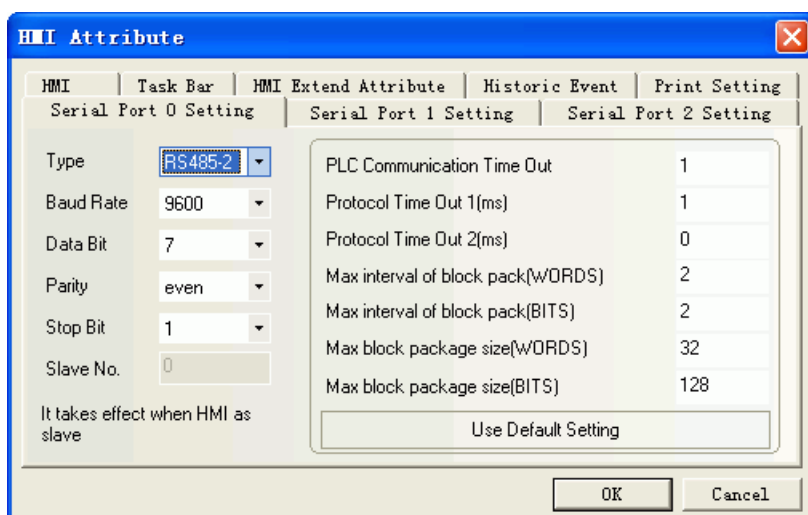 HMI Attribute
HMI Task Bar HMI Extend Attribute Historic Event Print Setting
Serial Port 0 Setting Serial Port 1 Setting Serial Port 2 Setting
Type RS485-2
Baud Rate 9600
Data Bit 7
Parity even
Stop Bit 1
Slave No. 0
It takes effect when HMI as
slave
PLC Communication Time Out 1
Protocol Time Out 1(ms) 1
Protocol Time Out 2(ms) 0
Max interval of block pack(WORDS) 2
Max interval of block pack(BITS) 2
Max block package size(WORDS) 32
Max block package size(BITS) 128
Use Default Setting
OK Cancel